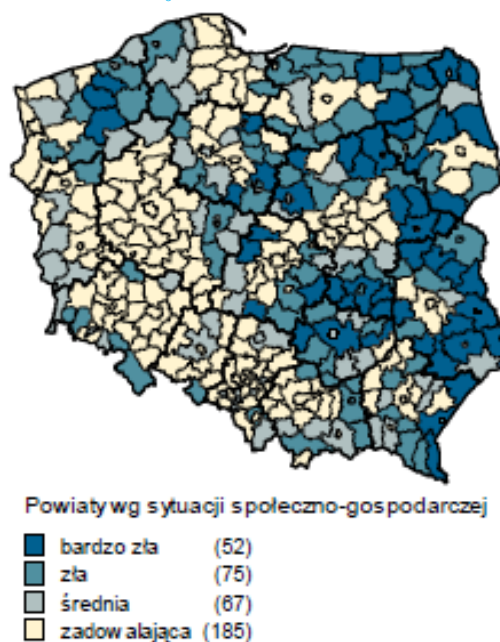 Powiaty wg sytuacji społeczno-gospodarczej
bardzo zła (52)
zła (75)
średnia (67)
zadowalająca (185)